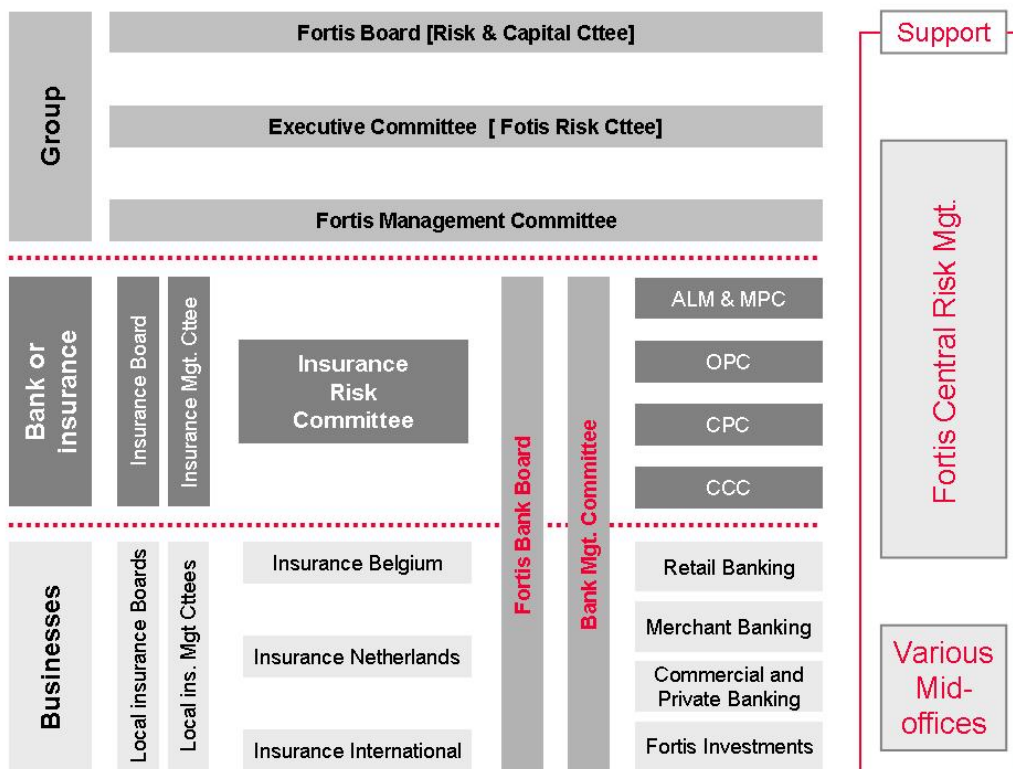 Fortis Board [Risk & Capital Cttee]
Support
Group
Executive Committee [ Fotis Risk Cttee]
Fortis Management Committee
Fortis Central Risk Mgt.
Bank or
insurance
Insurance Board
Insurance Mgt. Cttee
Insurance
Risk
Committee
Fortis Bank Board
Bank Mgt. Committee
ALM & MPC
OPC
CPC
CCC
Businesses
Local insurance Boards
Local ins. Mgt Cttees
Insurance Belgium
Insurance Netherlands
Insurance International
Retail Banking
Merchant Banking
Commercial and
Private Banking
Fortis Investments
Various
Mid-
offices